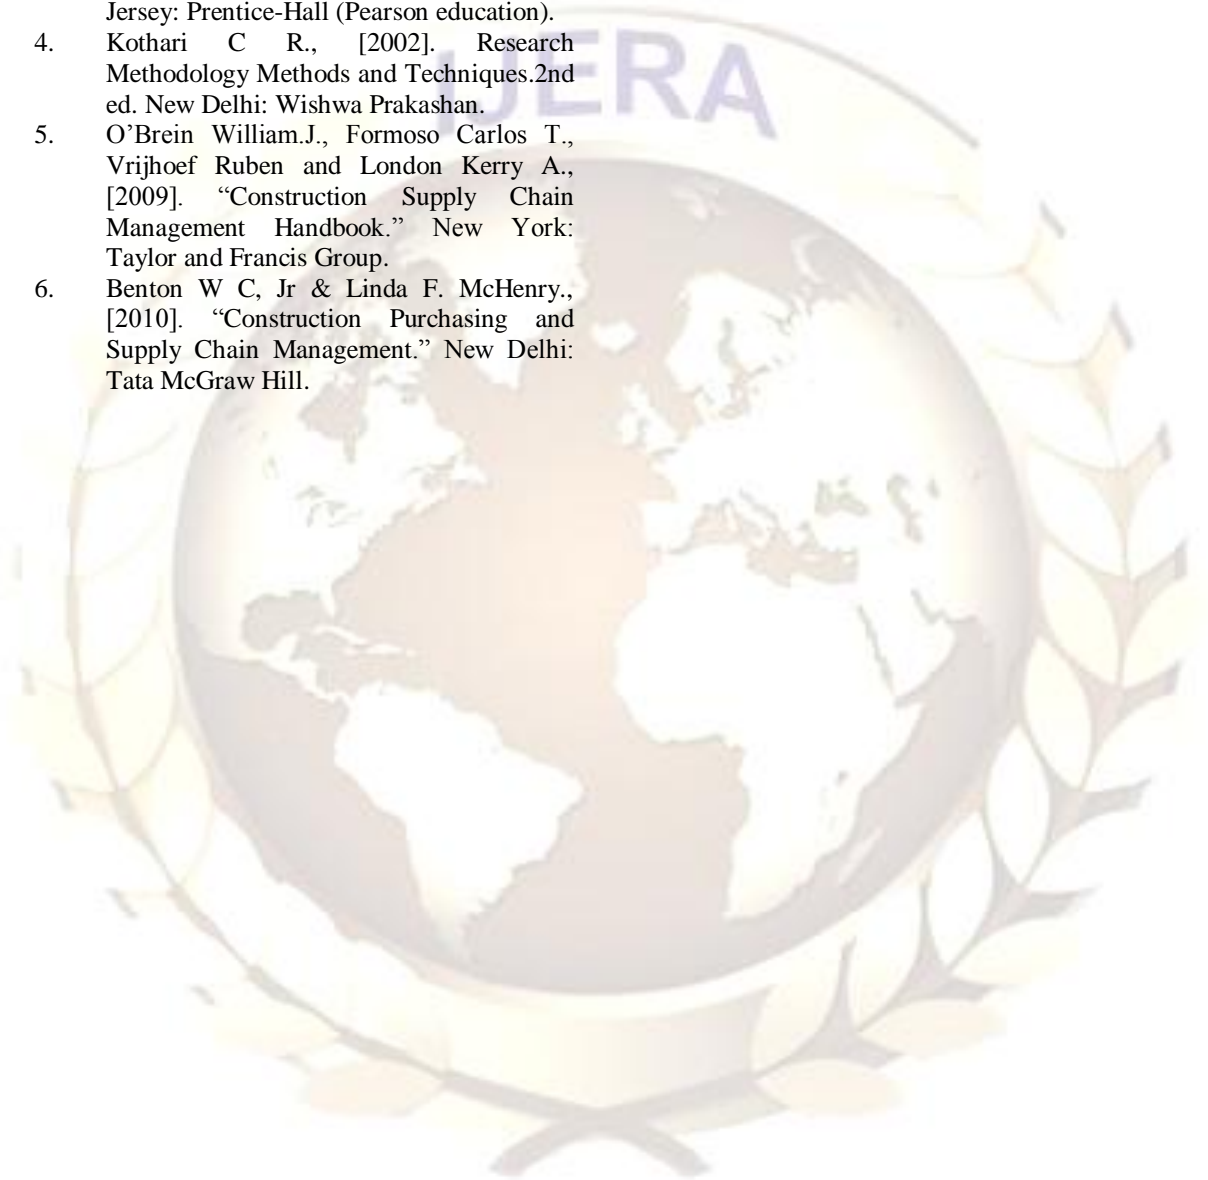 Jersey: Prentice-Hall (Pearson education).
4. Kothari C R., [2002]. Research
Methodology Methods and Techniques.2nd
ed. New Delhi: Wishwa Prakashan.
5. O’Brein William.J., Formoso Carlos T.,
Vrijhoef Ruben and London Kerry A.,
[2009]. “Construction Supply Chain
Management Handbook.” New York:
Taylor and Francis Group.
6. Benton W C, Jr & Linda F. McHenry.,
[2010]. “Construction Purchasing and
Supply Chain Management.” New Delhi:
Tata McGraw Hill.
IJERA